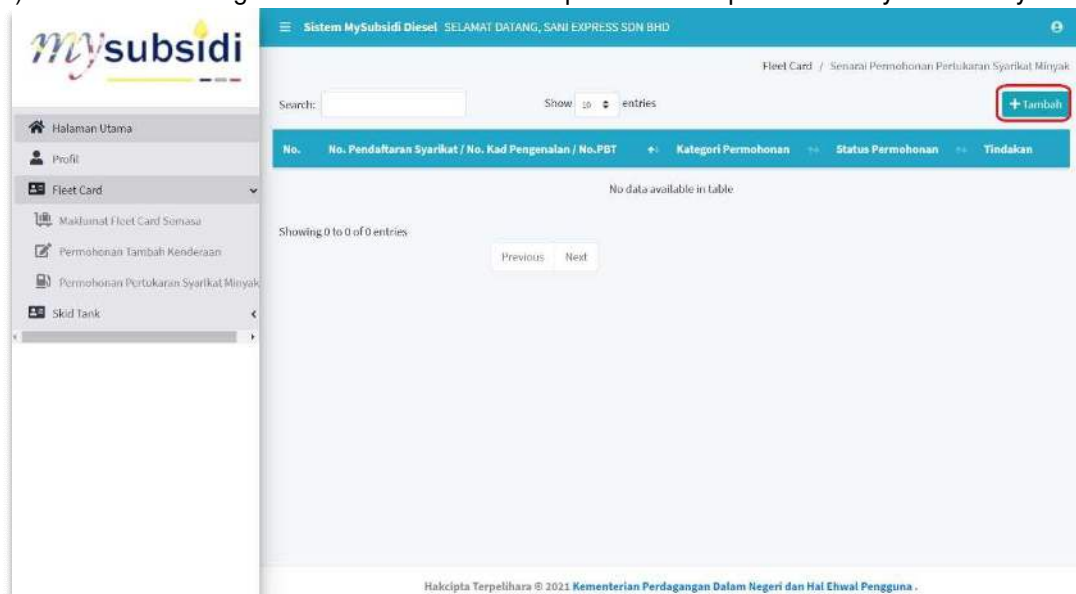 mysubsidi
Sistem MySubsidi Diesel SELAMAT DATANG, SANI EXPRESS SDN BHD
Fleet Card / Senarai Permohonan Pertukaran Syarikat Minyak
Search:
Show 10 entries
+ Tambah
Halaman Utama
Profil
Fleet Card
Maklumat Fleet Card Semasa
Permohonan Tambah Kenderaan
Permohonan Pertukaran Syarikat Minyak
Skid Tank
No. No. Pendaftaran Syarikat / No. Kad Pengenalan / No.PBT Kategori Permohonan Status Permohonan Tindakan
No data available in table
Showing 0 to 0 of 0 entries
Previous Next
Hakcipta Terpelihara © 2021 Kementerian Perdagangan Dalam Negeri dan Hal Ehwal Pengguna .